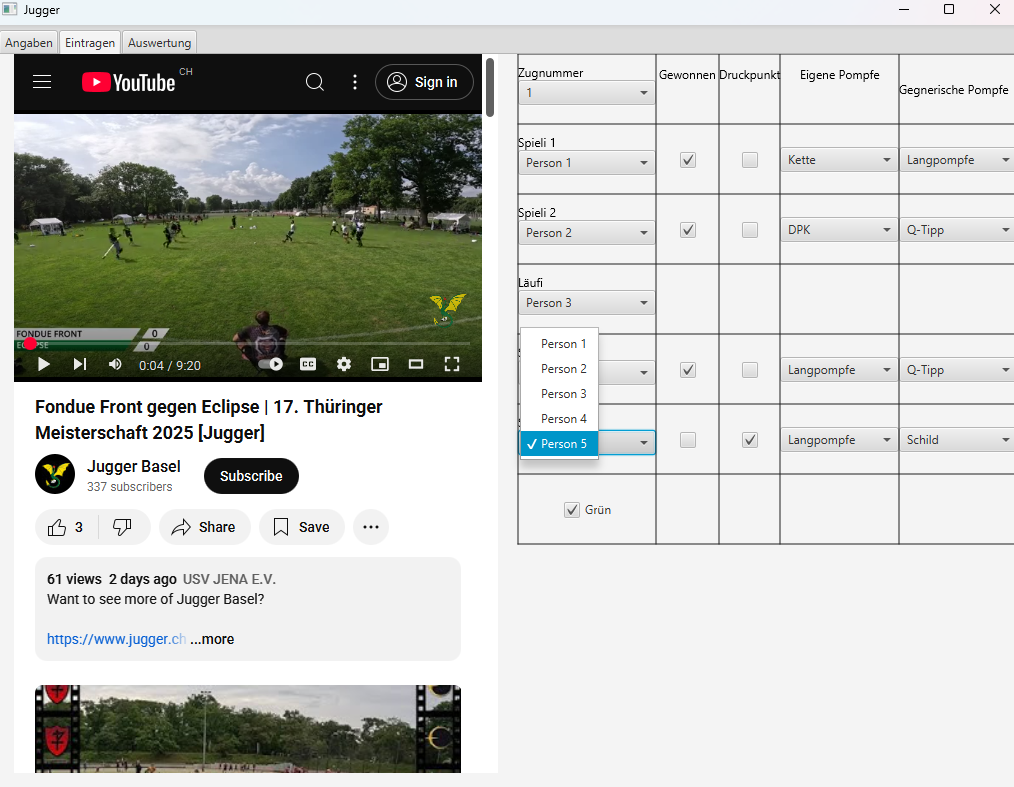 Jugger
Angaben Eintragen Auswertung
YouTube CH
Sign in
FONDUE FRONT 0
0
0:04 / 9:20
CC
Fondue Front gegen Eclipse | 17. Thüringer
Meisterschaft 2025 [Jugger]
Jugger Basel
337 subscribers
Subscribe
3
Share
Save
61 views 2 days ago USV JENA E.V.
Want to see more of Jugger Basel?
https://www.jugger.ch ...more
Zugnummer
1
Gewonnen
Druckpunkt
Eigene Pompfe
Gegnerische Pompfe
Spieli 1
Person 1
Kette
Langpompfe
Spieli 2
Person 2
DPK
Q-Tipp
Läufi
Person 3
Person 1
Person 2
Person 3
Person 4
Person 5
Langpompfe
Q-Tipp
Langpompfe
Schild
Grün